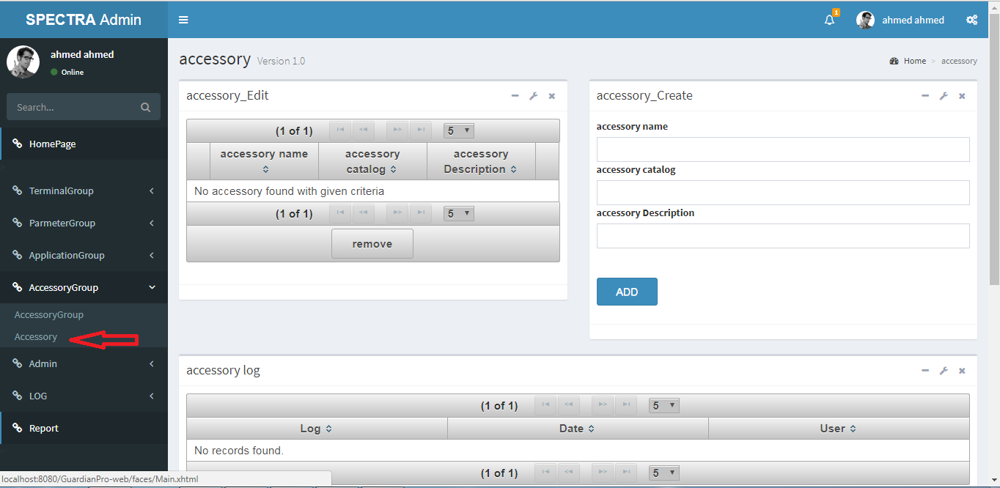 SPECTRA Admin
1
ahmed ahmed
ahmed ahmed
Online
Search...
HomePage
TerminalGroup
ParmeterGroup
ApplicationGroup
AccessoryGroup
AccessoryGroup
Accessory
Admin
LOG
Report
accessory Version 1.0
Home > accessory
accessory_Edit
(1 of 1) 5
accessory name
accessory catalog
accessory Description
No accessory found with given criteria
(1 of 1) 5
remove
accessory_Create
accessory name
accessory catalog
accessory Description
ADD
accessory log
(1 of 1) 5
Log Date User
No records found.
(1 of 1) 5
localhost:8080/GuardianPro-web/faces/Main.xhtml